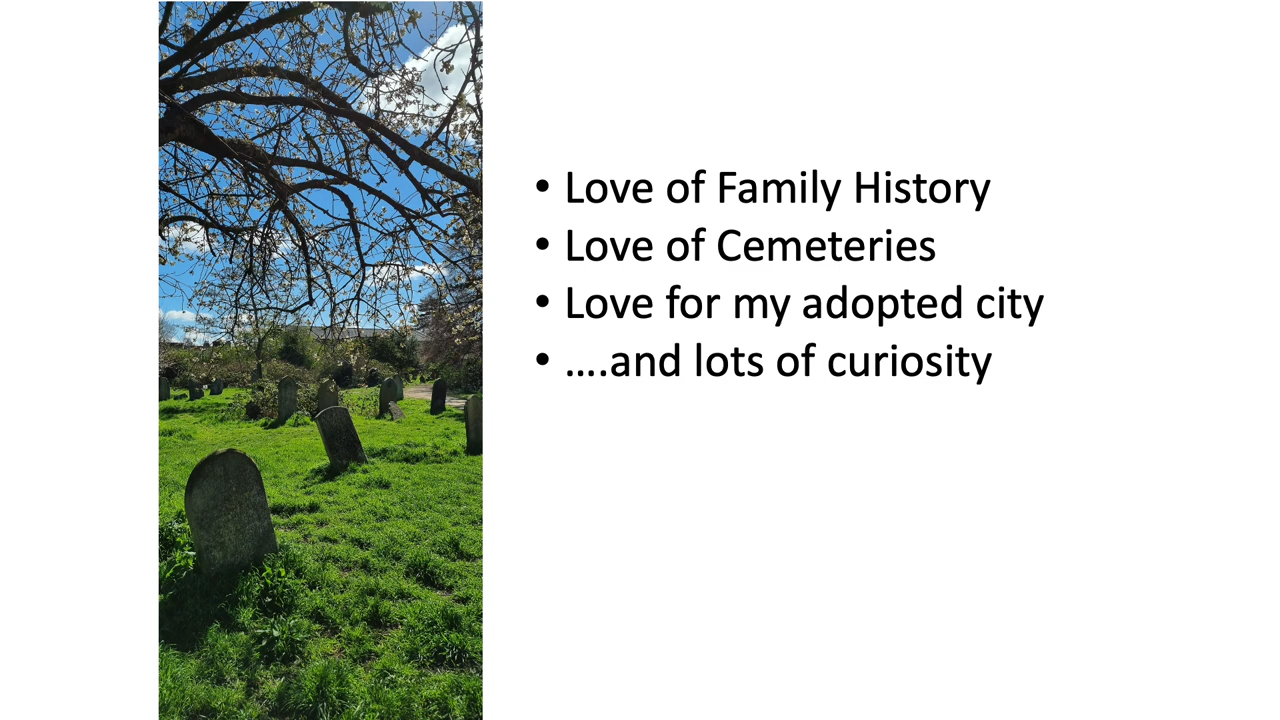 • Love of Family History
• Love of Cemeteries
• Love for my adopted city
• ….and lots of curiosity